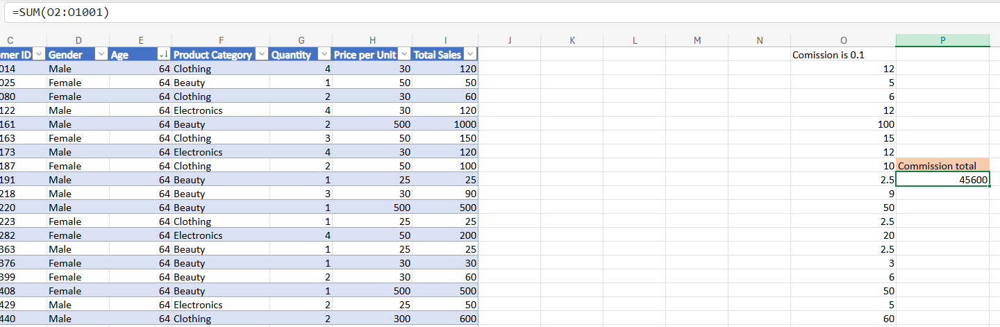 =SUM(O2:O1001)
C D E F G H I J K L M N O P
mer ID Gender Age Product Category Quantity Price per Unit Total Sales Comission is 0.1
014 Male 64 Clothing 4 30 120 12
025 Female 64 Beauty 1 50 50 5
080 Female 64 Clothing 2 30 60 6
122 Male 64 Electronics 4 30 120 12
161 Male 64 Beauty 2 500 1000 100
163 Female 64 Clothing 3 50 150 15
173 Male 64 Electronics 4 30 120 12
187 Female 64 Clothing 2 50 100 10 Commission total
191 Male 64 Beauty 1 25 25 2.5 45600
218 Male 64 Beauty 3 30 90 9
220 Male 64 Beauty 1 500 500 50
223 Female 64 Clothing 1 25 25 2.5
282 Female 64 Electronics 4 50 200 20
363 Male 64 Beauty 1 25 25 2.5
376 Female 64 Beauty 1 30 30 3
399 Female 64 Beauty 2 30 60 6
408 Female 64 Beauty 1 500 500 50
429 Male 64 Electronics 2 25 50 5
440 Male 64 Clothing 2 300 600 60